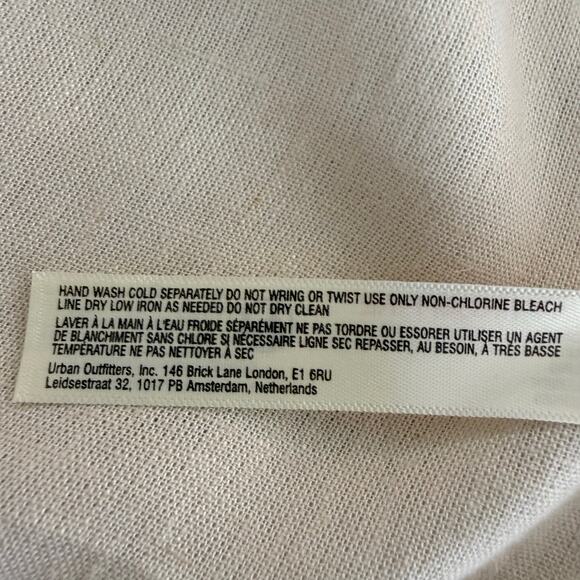 HAND WASH COLD SEPARATELY DO NOT WRING OR TWIST USE ONLY NON-CHLORINE BLEACH
LINE DRY LOW IRON AS NEEDED DO NOT DRY CLEAN
LAVER À LA MAIN À L'EAU FROIDE SÉPARÉMENT NE PAS TORDRE OU ESSORER UTILISER UN AGENT
DE BLANCHIMENT SANS CHLORE SI NÉCESSAIRE LIGNE SEC REPASSER, AU BESOIN, À TRÈS BASSE
TEMPÉRATURE NE PAS NETTOYER À SEC
Urban Outfitters, Inc. 146 Brick Lane London, E1 6RU
Leidsestraat 32, 1017 PB Amsterdam, Netherlands